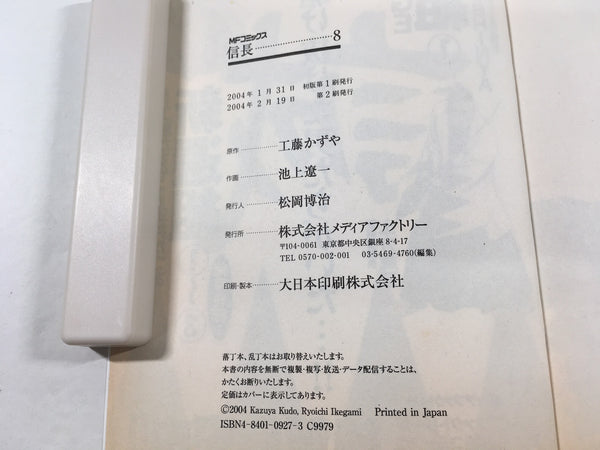 MFコミックス
信長……………………8
2004年 1月31日 初版第1刷発行
2004年 2月19日 第2刷発行
原作…………工藤かずや
作画…………池上遼一
発行人…………松岡博治
発行所…………株式会社メディアファクトリー
〒104-0061 東京都中央区銀座 8-4-17
TEL 0570-002-001 03-5469-4760(編集)
印刷・製本…………大日本印刷株式会社
落丁本、乱丁本はお取り替えいたします。
本書の内容を無断で複製・複写・放送・データ配信することは、
かたくお断りいたします。
定価はカバーに表示してあります。
©2004 Kazuya Kudo, Ryoichi Ikegami Printed in Japan
ISBN4-8401-0927-3 C9979